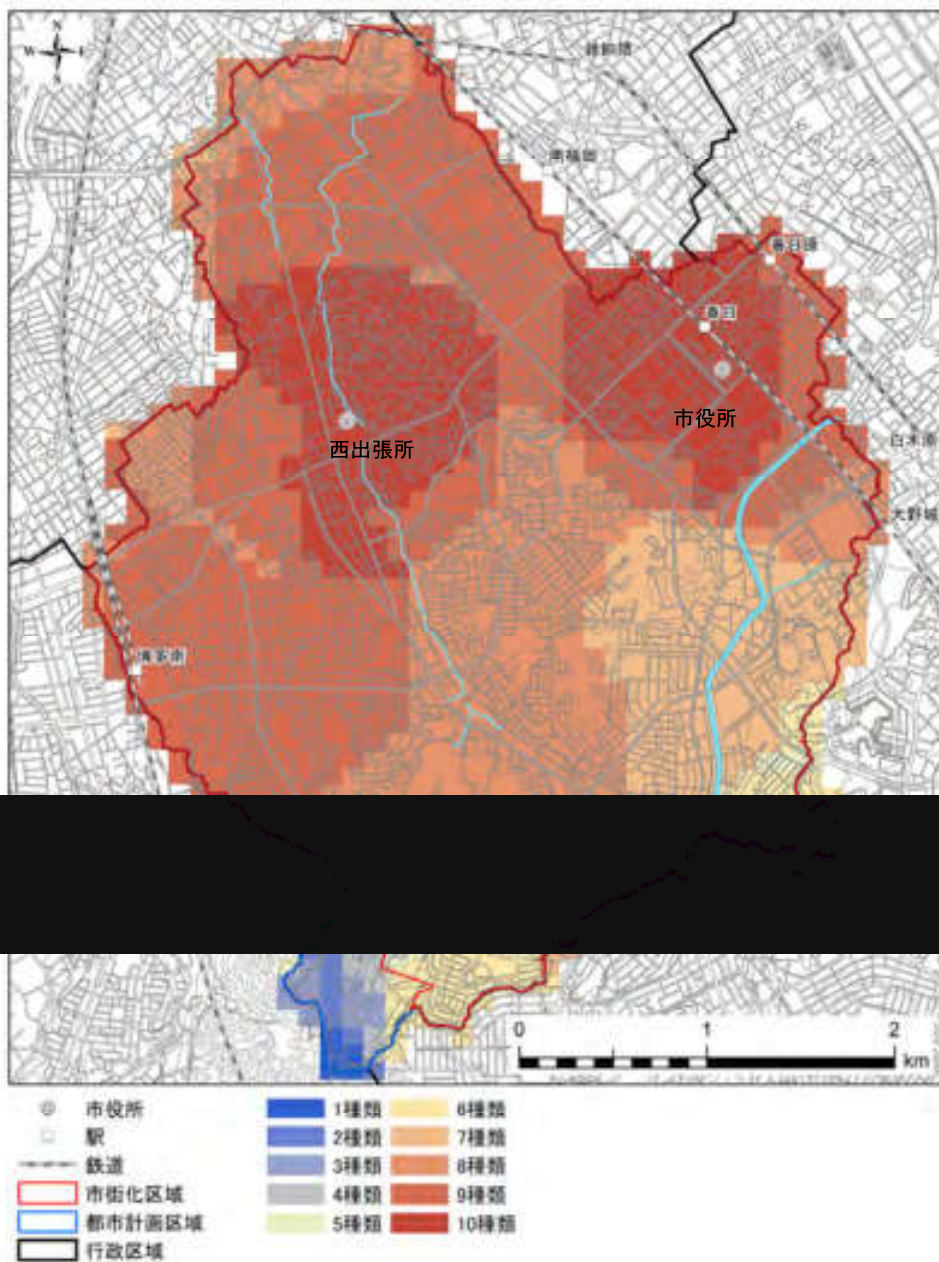 N
W E
S
雑餉隈
南福岡
春日原
春日
市役所
西出張所
白木原
大野城
博多南
0 1 2
km
市役所
駅
鉄道
市街化区域
都市計画区域
行政区域
1種類
2種類
3種類
4種類
5種類
6種類
7種類
8種類
9種類
10種類